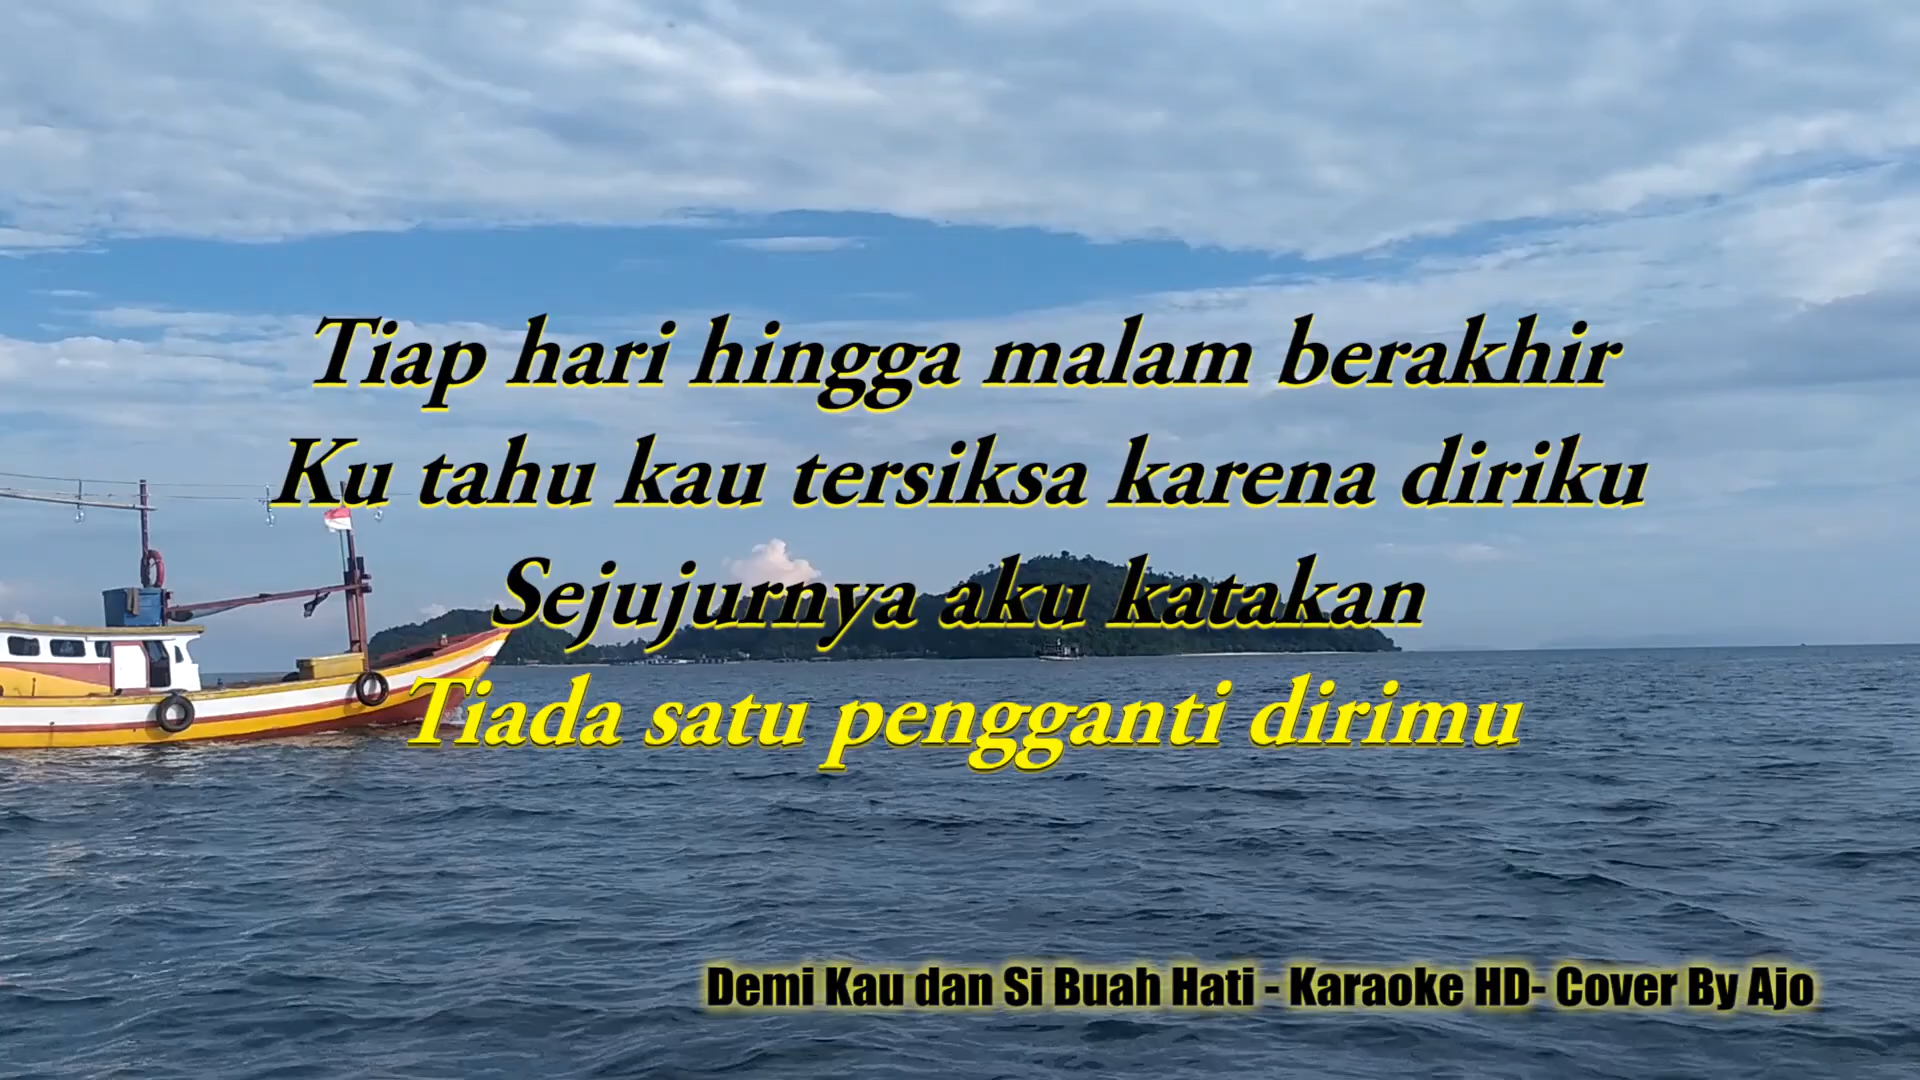 Tiap hari hingga malam berakhir
Ku tahu kau tersiksa karena diriku
Sejujurnya aku katakan
Tiada satu pengganti dirimu
Demi Kau dan Si Buah Hati - Karaoke HD- Cover By Ajo